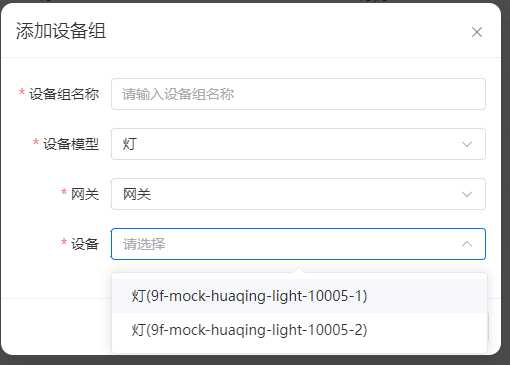 添加设备组
* 设备组名称 请输入设备组名称
* 设备模型 灯
* 网关 网关
* 设备 请选择
灯(9f-mock-huaqing-light-10005-1)
灯(9f-mock-huaqing-light-10005-2)